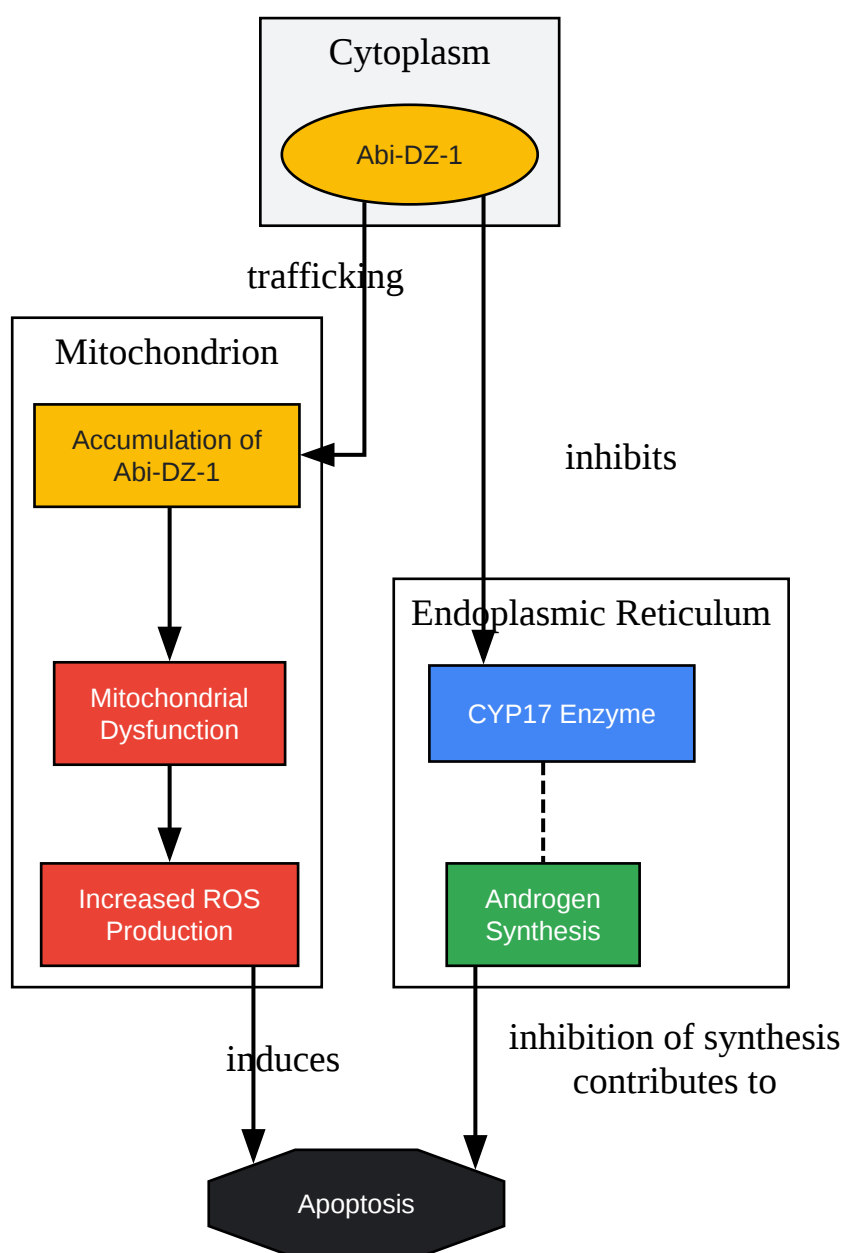 Cytoplasm
Abi-DZ-1
trafficking
Mitochondrion
Accumulation of
Abi-DZ-1
inhibits
Endoplasmic Reticulum
Mitochondrial
Dysfunction
CYP17 Enzyme
Increased ROS
Production
Androgen
Synthesis
induces
inhibition of synthesis
contributes to
Apoptosis